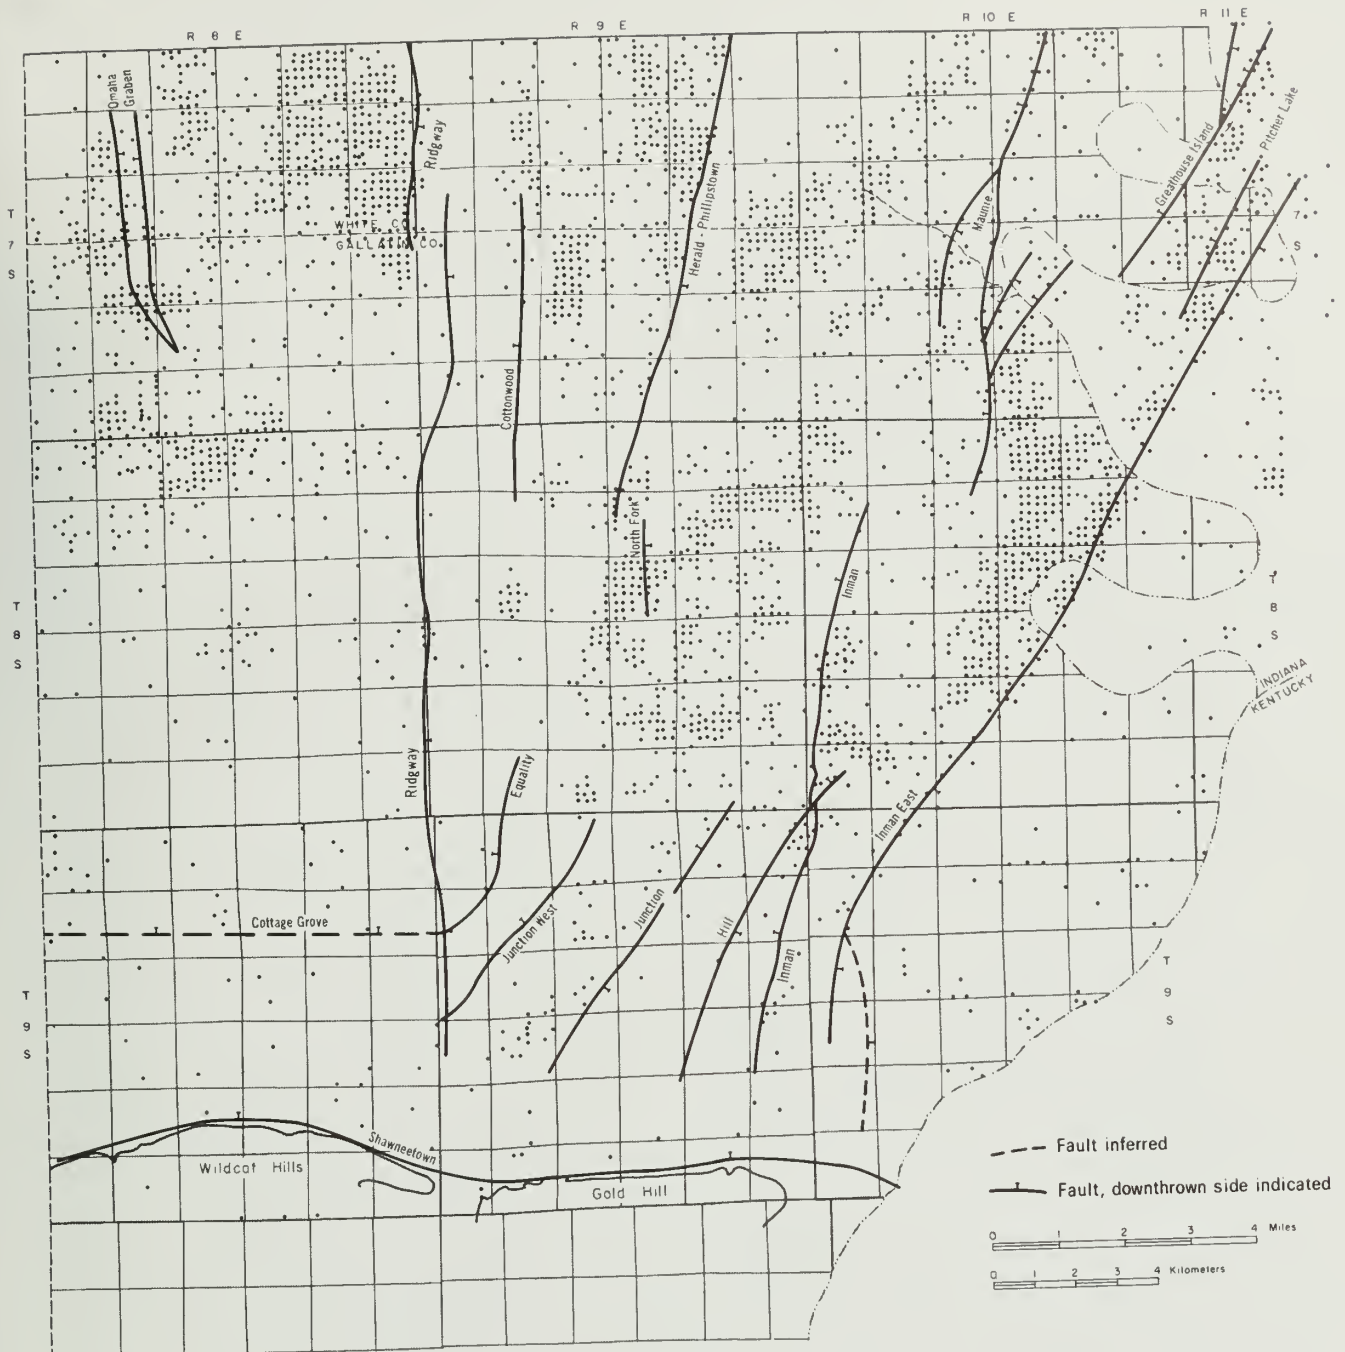 R 8 E
R 9 E
R 10 E
R 11 E
Omaha
Graben
Ridgway
Herald - Phillipstown
Maunie
Greathouse Island
Pitcher Lake
T
7
S
WHITE CO.
GALLATIN CO.
7
S
Cottonwood
North Fork
Inman
T
8
S
T
8
S
INDIANA
KENTUCKY
Ridgway
Equality
Inman East
Cottage Grove
Junction West
Junction
Hill
Inman
T
9
S
T
9
S
Shawneetown
Wildcat Hills
Gold Hill
Fault inferred
Fault, downthrown side indicated
0 1 2 3 4 Miles
0 1 2 3 4 Kilometers